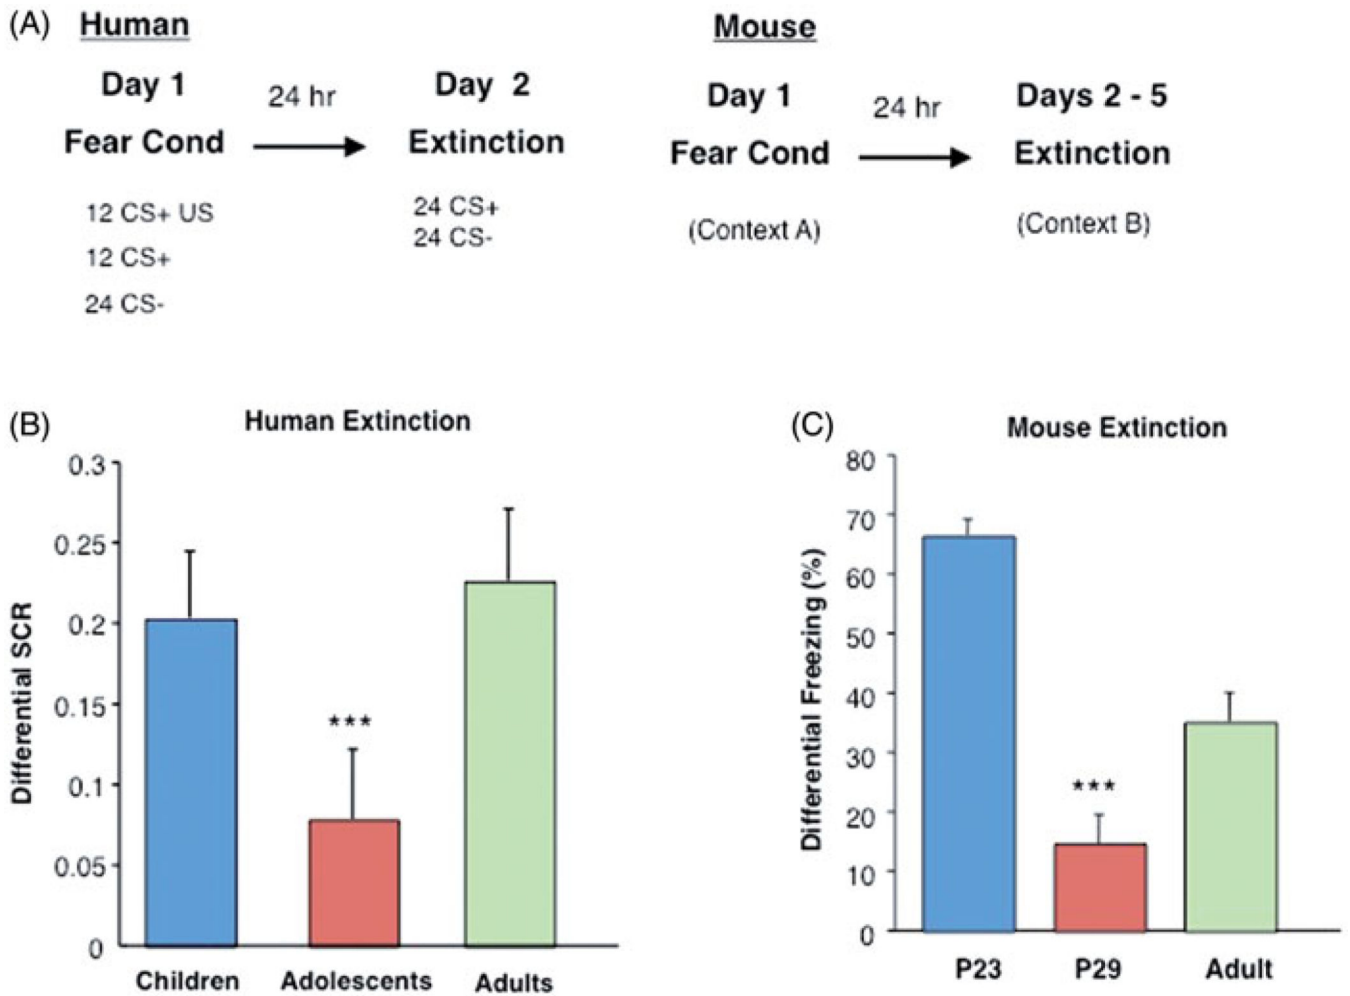 (A) Human
Day 1
24 hr
Day 2
Fear Cond
Extinction
12 CS+ US
12 CS+
24 CS-
24 CS+
24 CS-
Mouse
Day 1
24 hr
Days 2 - 5
Fear Cond
Extinction
(Context A)
(Context B)
(B)
Human Extinction
Differential SCR
0.3
0.25
0.2
0.15
0.1
0.05
0
***
Children
Adolescents
Adults
(C)
Mouse Extinction
Differential Freezing (%)
80
70
60
50
40
30
20
10
0
***
P23
P29
Adult